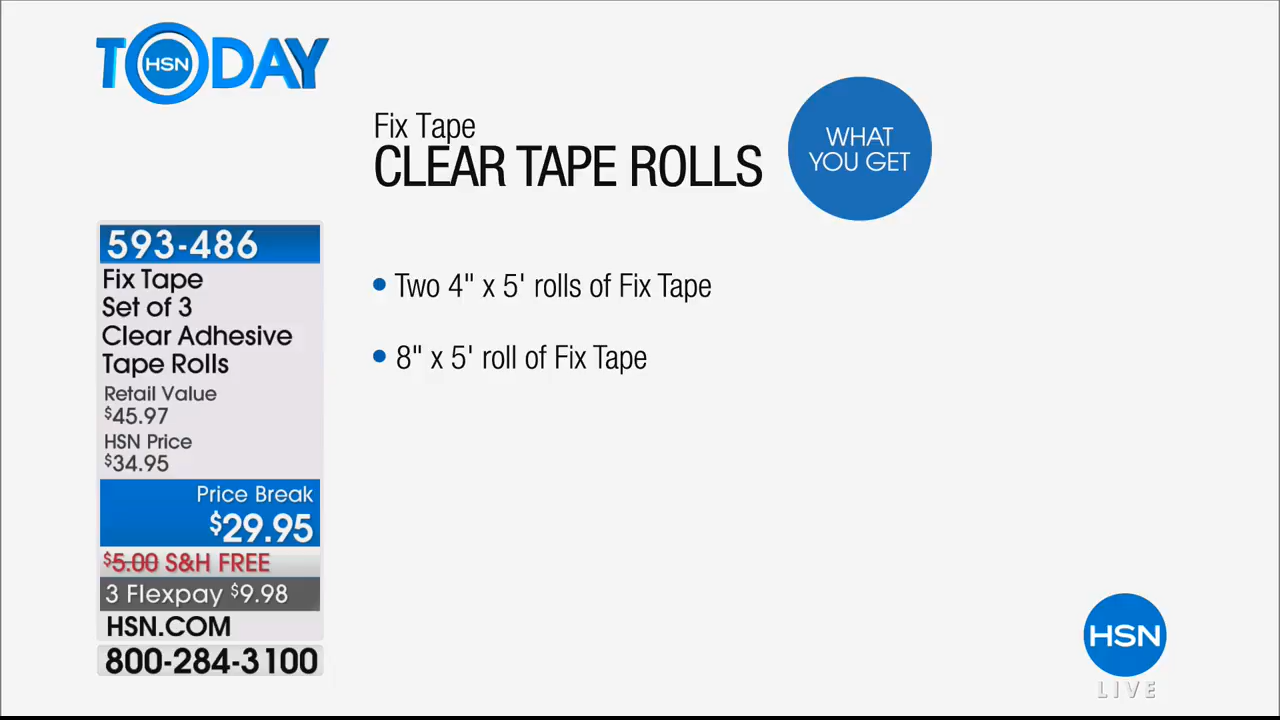 TODAY
HSN
Fix Tape
CLEAR TAPE ROLLS
WHAT
YOU GET
593-486
Fix Tape
Set of 3
Clear Adhesive
Tape Rolls
Retail Value
$45.97
HSN Price
$34.95
Price Break
$29.95
$5.00 S&H FREE
3 Flexpay $9.98
HSN.COM
800-284-3100
• Two 4" x 5' rolls of Fix Tape
• 8" x 5' roll of Fix Tape
HSN
LIVE